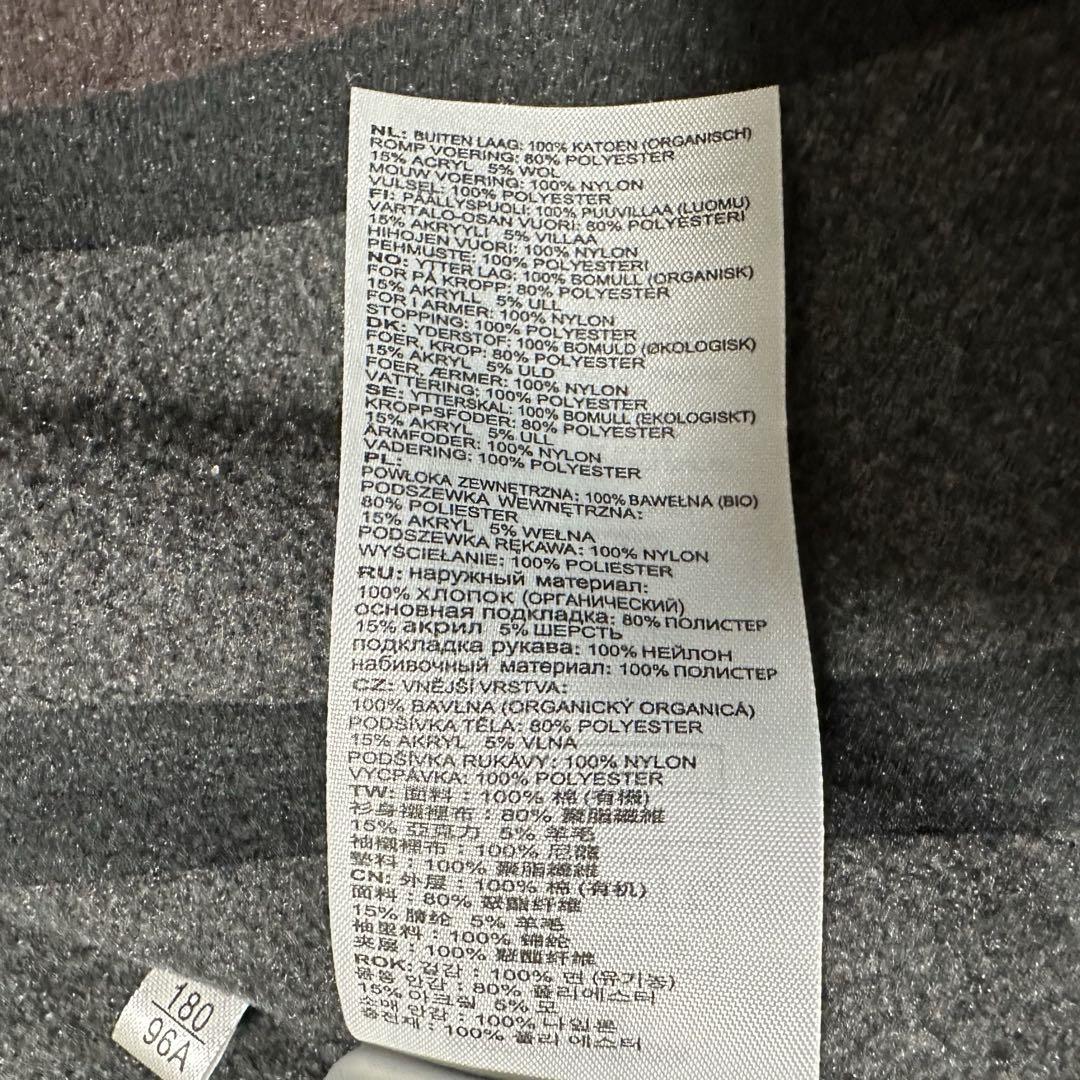 NL: BUITEN LAAG: 100% KATOEN (ORGANISCH)
ROMP VOERING: 80% POLYESTER
15% ACRYL 5% WOL
MOUW VOERING: 100% NYLON
VULSEL: 100% POLYESTER
FI: PÄÄLLYSPUOLI: 100% PUUVILLAA (LUOMU)
VARTALO-OSAN VUORI: 80% POLYESTERI
15% AKRYYLI 5% VILLAA
HIHOJEN VUORI: 100% NYLON
PEHMUSTE: 100% POLYESTERI
NO: YTTER LAG: 100% BOMULL (ORGANISK)
FOR PÅ KROPP: 80% POLYESTER
15% AKRYLL 5% ULL
FOR I ARMER: 100% NYLON
STOPPING: 100% POLYESTER
DK: YDERSTOF: 100% BOMULD (ØKOLOGISK)
FOER, KROP: 80% POLYESTER
15% AKRYL 5% ULD
FOER, ÆRMER: 100% NYLON
VATTERING: 100% POLYESTER
SE: YTTERSKAL: 100% BOMULL (EKOLOGISKT)
KROPPSFODER: 80% POLYESTER
15% AKRYL 5% ULL
ÄRMFODER: 100% NYLON
VADERING: 100% POLYESTER
PL:
POWŁOKA ZEWNĘTRZNA: 100% BAWEŁNA (BIO)
PODSZEWKA WEWNĘTRZNA:
80% POLIESTER
15% AKRYL 5% WEŁNA
PODSZEWKA RĘKAWA: 100% NYLON
WYŚCIEŁANIE: 100% POLIESTER
RU: наружный материал:
100% ХЛОПОК (ОРГАНИЧЕСКИЙ)
основная подкладка: 80% ПОЛИСТЕР
15% акрил 5% ШЕРСТЬ
подкладка рукава: 100% НЕЙЛОН
набивочный материал: 100% ПОЛИСТЕР
CZ: VNĚJŠÍ VRSTVA:
100% BAVLNA (ORGANICKÝ ORGANICÁ)
PODŠÍVKA TĚLA: 80% POLYESTER
15% AKRYL 5% VLNA
PODŠÍVKA RUKÁVY: 100% NYLON
VYCPÁVKA: 100% POLYESTER
TW: 面料：100% 棉 (有機)
衫身襯裡布：80% 聚脂纖維
15% 亞克力 5% 羊毛
袖襯裡布：100% 尼龍
墊料：100% 聚脂纖維
CN: 外层：100% 棉 (有机)
面料：80% 聚酯纤维
15% 腈纶 5% 羊毛
袖里料：100% 锦纶
夹层：100% 聚酯纤维
ROK: 겉감：100% 면 (유기농)
몸통 안감：80% 폴리에스터
15% 아크릴 5% 모
소매 안감：100% 나일론
충전재：100% 폴리에스터
180
96A